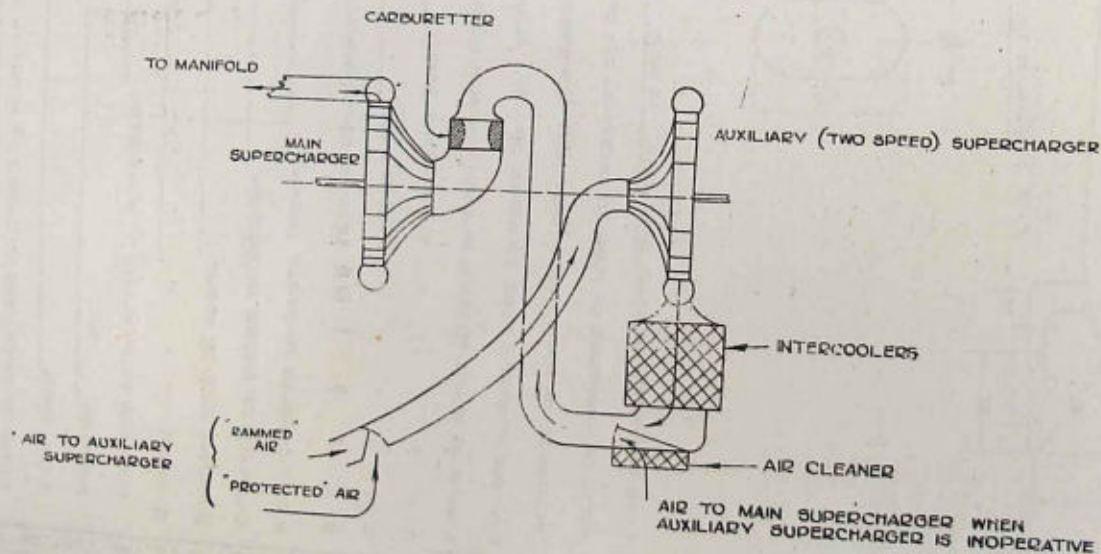 CARBURETTER
TO MANIFOLD
MAIN
SUPERCHARGER
AUXILIARY (TWO SPEED) SUPERCHARGER
INTERCOOLERS
AIR TO AUXILIARY
SUPERCHARGER
"RAMMED"
AIR
"PROTECTED" AIR
AIR CLEANER
AIR TO MAIN SUPERCHARGER WHEN
AUXILIARY SUPERCHARGER IS INOPERATIVE